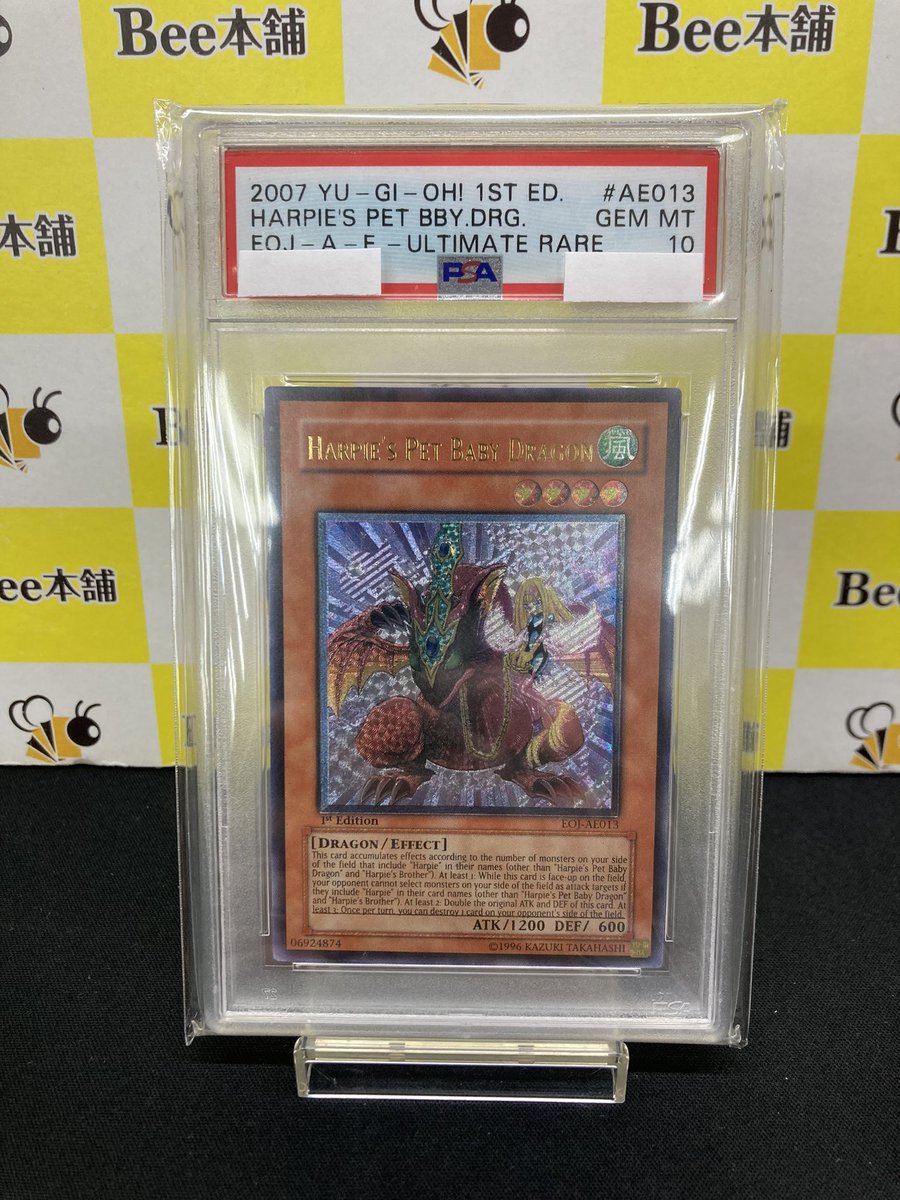 Bee本舗
Bee本舗
2007 YU-GI-OH! 1ST ED. #AE013
HARPIE'S PET BBY.DRG. GEM MT
EOJ-A-E-ULTIMATE RARE 10
PSA
本舗
Bee本舗
ee本舗
HARPIE'S PET BABY DRAGON 風
1st Edition EOJ-AE013
[DRAGON/EFFECT]
This card accumulates effects according to the number of monsters on your side
of the field that include "Harpie" in their names (other than "Harpie's Pet Baby
Dragon" and "Harpie's Brother"). At least 1: While this card is face-up on the field,
your opponent cannot select monsters on your side of the field as attack targets if
they include "Harpie" in their card names (other than "Harpie's Pet Baby Dragon"
and "Harpie's Brother"). At least 2: Double the original ATK and DEF of this card. At
least 3: Once per turn, you can destroy 1 card on your opponent's side of the field.
ATK/1200 DEF/ 600
06924874 ©1996 KAZUKI TAKAHASHI